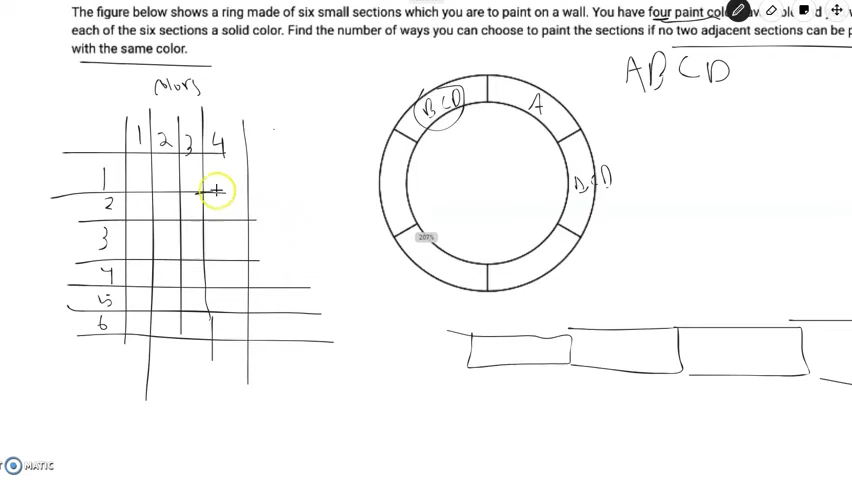 The figure below shows a ring made of six small sections which you are to paint on a wall. You have four paint
each of the six sections a solid color. Find the number of ways you can choose to paint the sections if no two adjacent sections can be
with the same color.
ABCD
colors
1 2 3 4
BCD
A
1
2
3
4
5
6
207%
MATIC